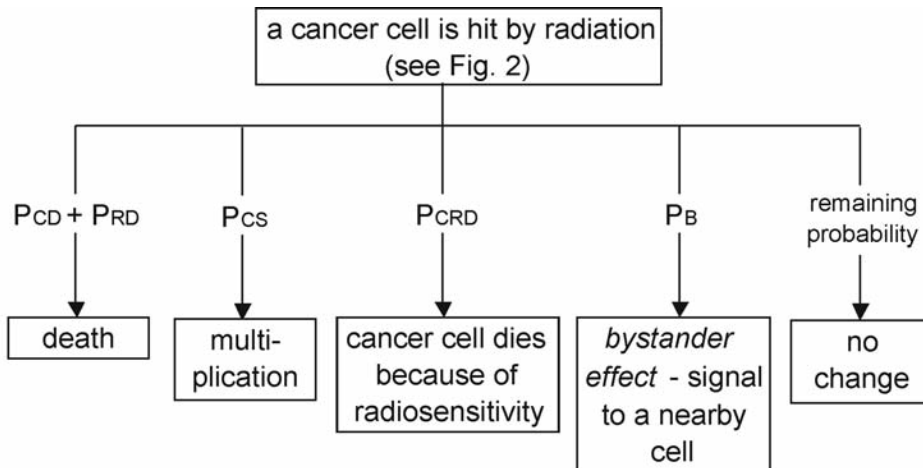 a cancer cell is hit by radiation
(see Fig. 2)
PCD + PRD
PCS
PCRD
PB
remaining
probability
death
multi-
plication
cancer cell dies
because of
radiosensitivity
bystander
effect - signal
to a nearby
cell
no
change